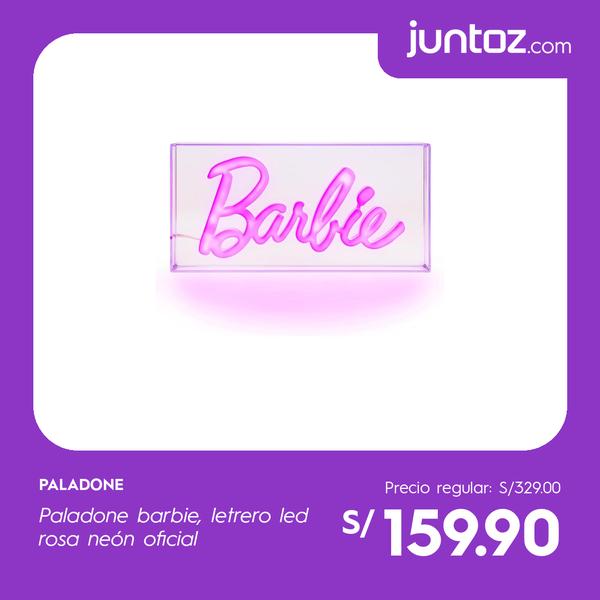 juntoz.com
Barbie
PALADONE
Paladone barbie, letrero led
rosa neón oficial
Precio regular: S/329.00
S/159.90